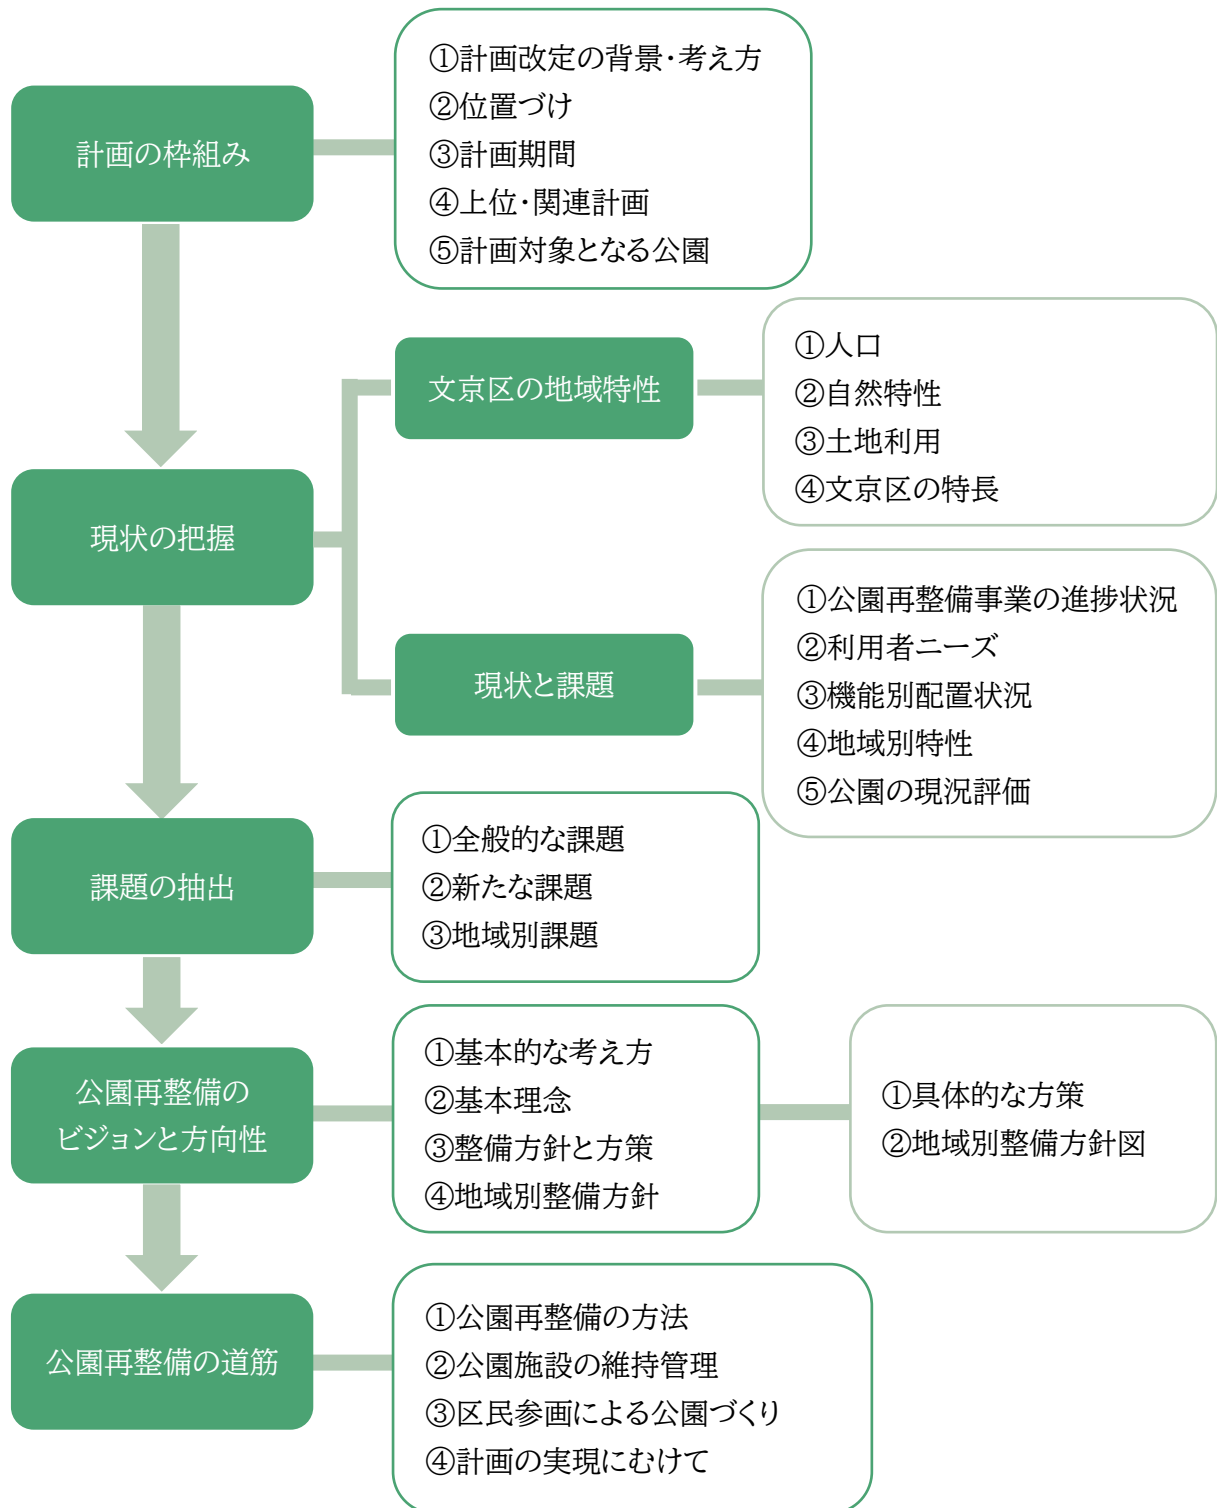 計画の枠組み
①計画改定の背景・考え方
②位置づけ
③計画期間
④上位・関連計画
⑤計画対象となる公園
現状の把握
文京区の地域特性
①人口
②自然特性
③土地利用
④文京区の特長
現状と課題
①公園再整備事業の進捗状況
②利用者ニーズ
③機能別配置状況
④地域別特性
⑤公園の現況評価
課題の抽出
①全般的な課題
②新たな課題
③地域別課題
公園再整備の
ビジョンと方向性
①基本的な考え方
②基本理念
③整備方針と方策
④地域別整備方針
①具体的な方策
②地域別整備方針図
公園再整備の道筋
①公園再整備の方法
②公園施設の維持管理
③区民参画による公園づくり
④計画の実現にむけて